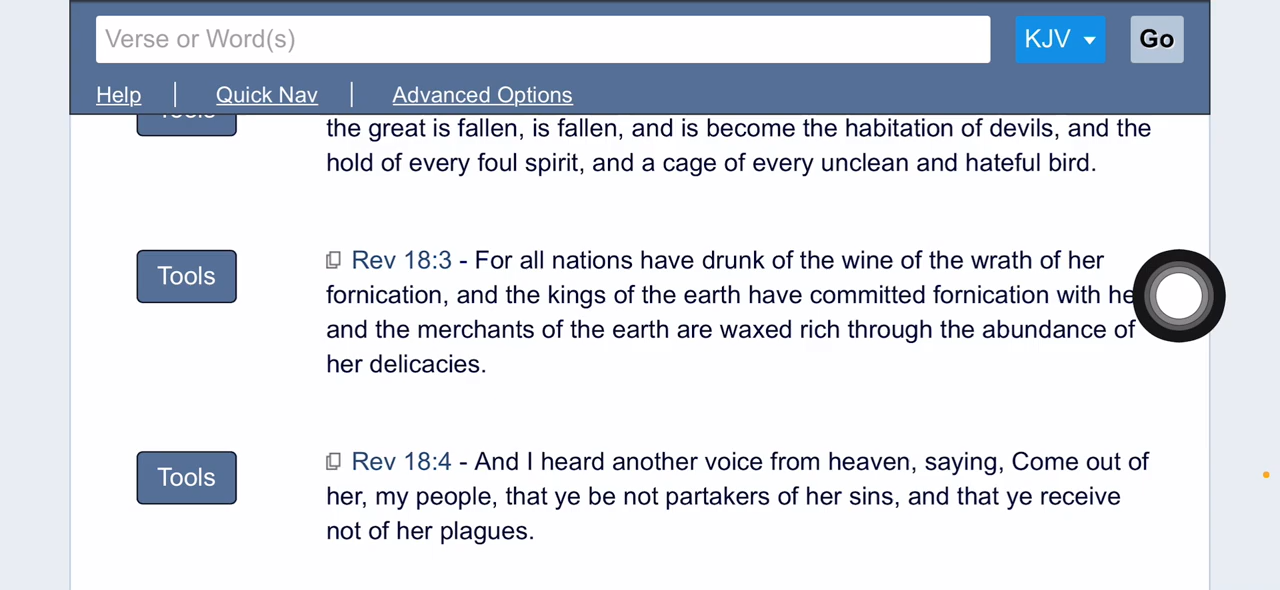 Verse or Word(s)
KJV
Go
Help | Quick Nav | Advanced Options
the great is fallen, is fallen, and is become the habitation of devils, and the
hold of every foul spirit, and a cage of every unclean and hateful bird.
Tools
Rev 18:3 - For all nations have drunk of the wine of the wrath of her
fornication, and the kings of the earth have committed fornication with
and the merchants of the earth are waxed rich through the abundance of
her delicacies.
Tools
Rev 18:4 - And I heard another voice from heaven, saying, Come out of
her, my people, that ye be not partakers of her sins, and that ye receive
not of her plagues.